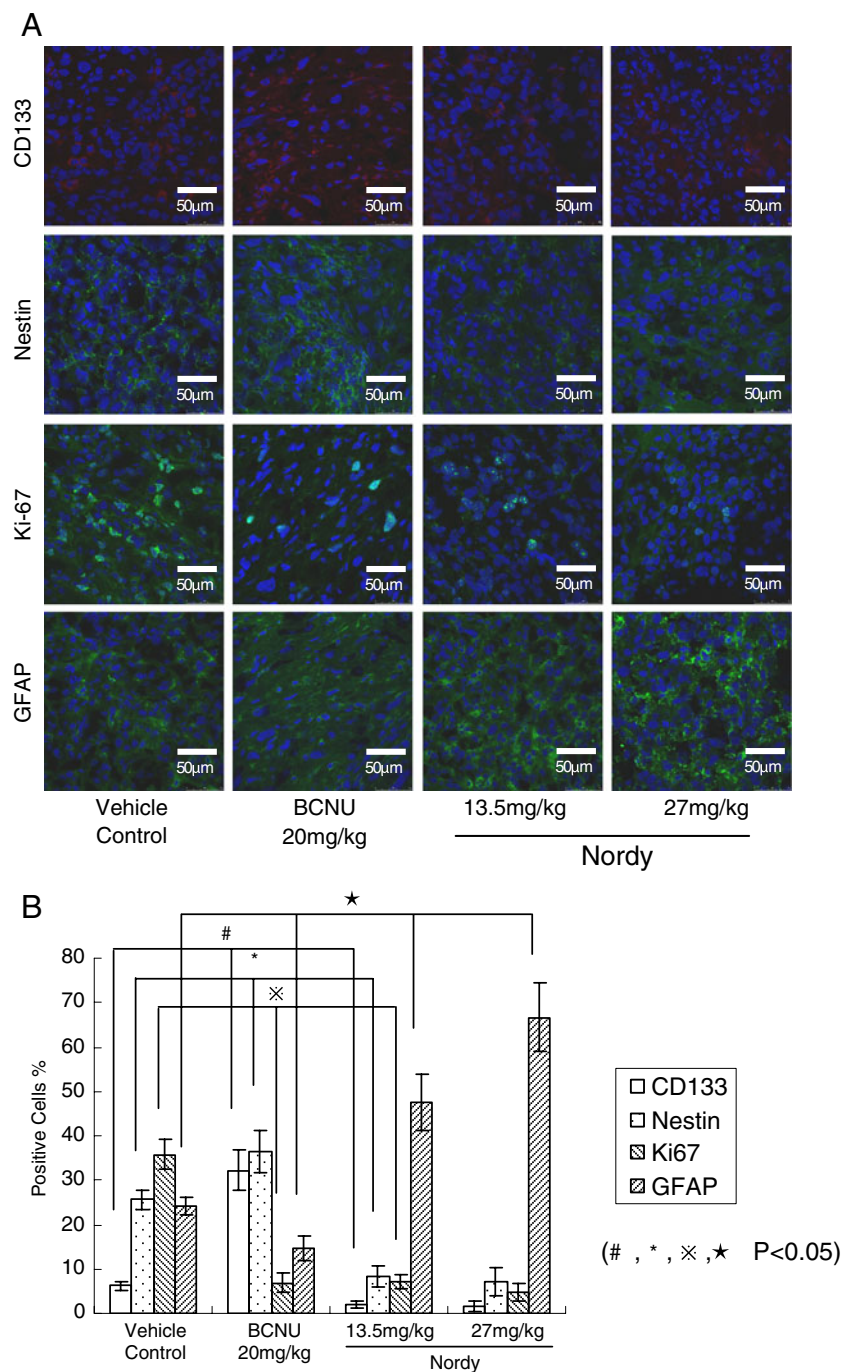 A
CD133
50µm 50µm 50µm 50µm
Nestin
50µm 50µm 50µm 50µm
Ki-67
50µm 50µm 50µm 50µm
GFAP
50µm 50µm 50µm 50µm
Vehicle Control
BCNU 20mg/kg
13.5mg/kg
27mg/kg
Nordy
B
★
#
*
※
Positive Cells %
80
70
60
50
40
30
20
10
0
Vehicle Control
BCNU 20mg/kg
13.5mg/kg
27mg/kg
Nordy
CD133
Nestin
Ki67
GFAP
(# , * , ※ ,★ P<0.05)